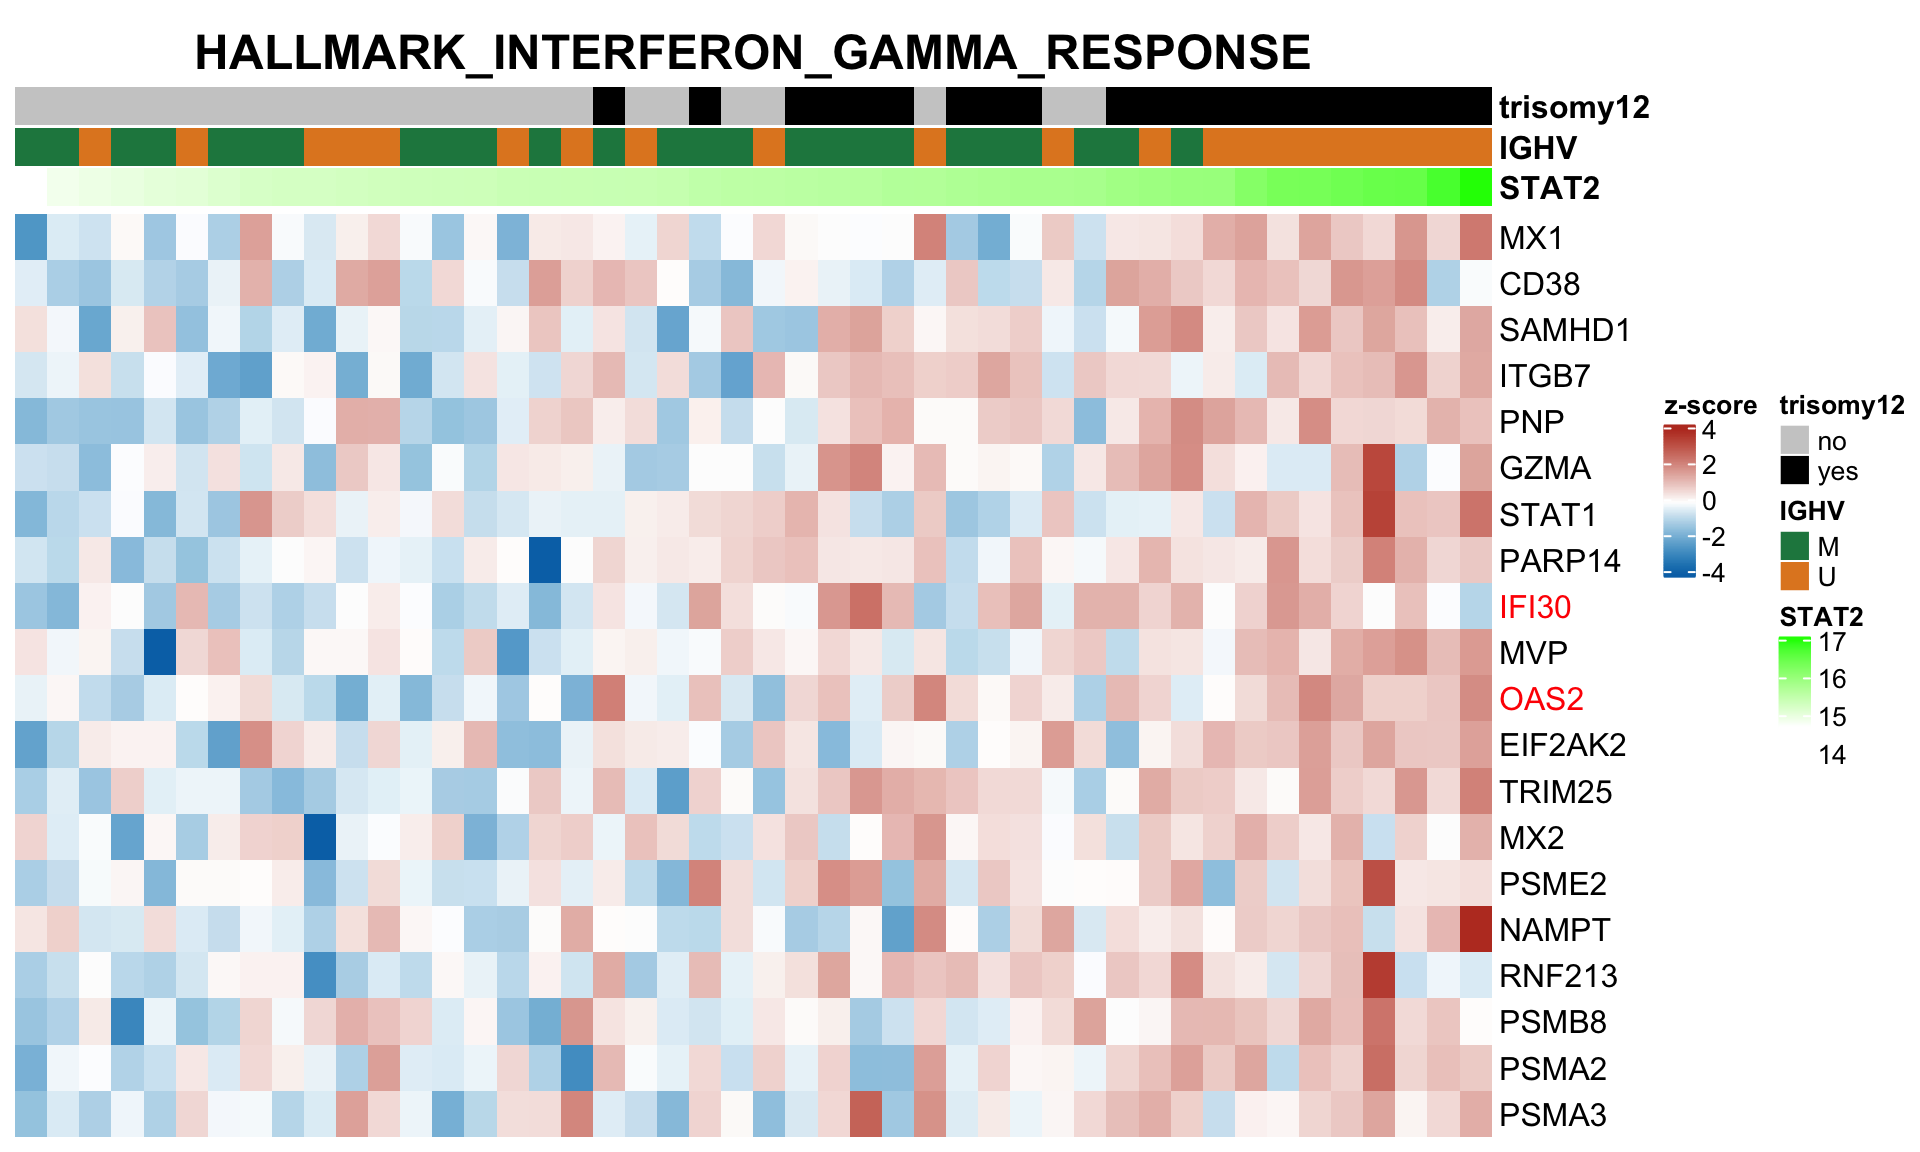 HALLMARK_INTERFERON_GAMMA_RESPONSE
trisomy12
IGHV
STAT2
MX1
CD38
SAMHD1
ITGB7
PNP
GZMA
STAT1
PARP14
IFI30
MVP
OAS2
EIF2AK2
TRIM25
MX2
PSME2
NAMPT
RNF213
PSMB8
PSMA2
PSMA3
z-score
4
2
0
-2
-4
trisomy12
no
yes
IGHV
M
U
STAT2
17
16
15
14